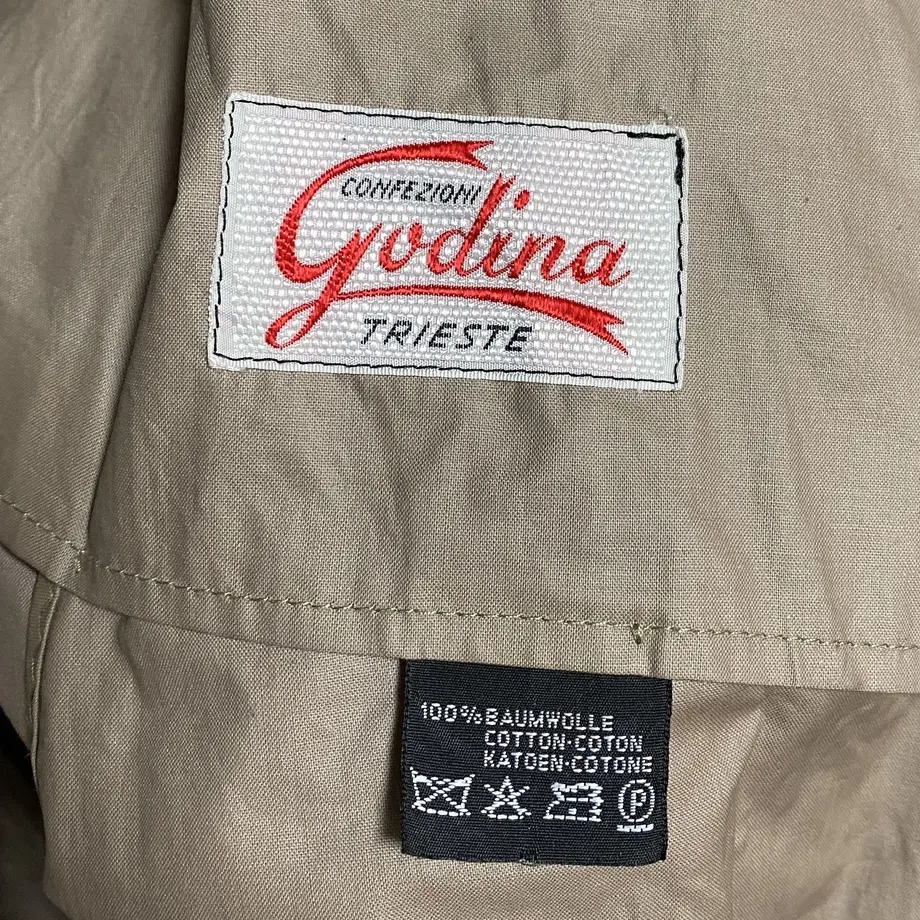 CONFEZIONI
Godina
TRIESTE
100% BAUMWOLLE
COTTON·COTON
KATOEN·COTONE
P